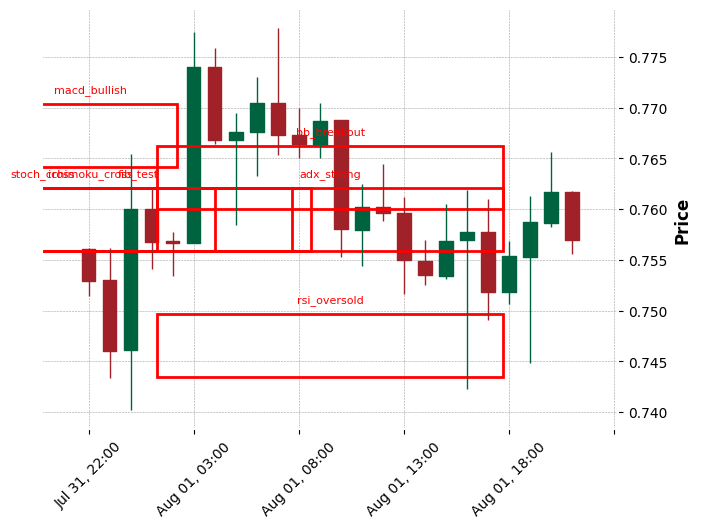 macd_bullish
bb_breakout
stoch_cross
ichimoku_cross
fib_test
adx_strong
rsi_oversold
0.775
0.770
0.765
0.760
0.755
0.750
0.745
0.740
Price
Jul 31, 22:00
Aug 01, 03:00
Aug 01, 08:00
Aug 01, 13:00
Aug 01, 18:00